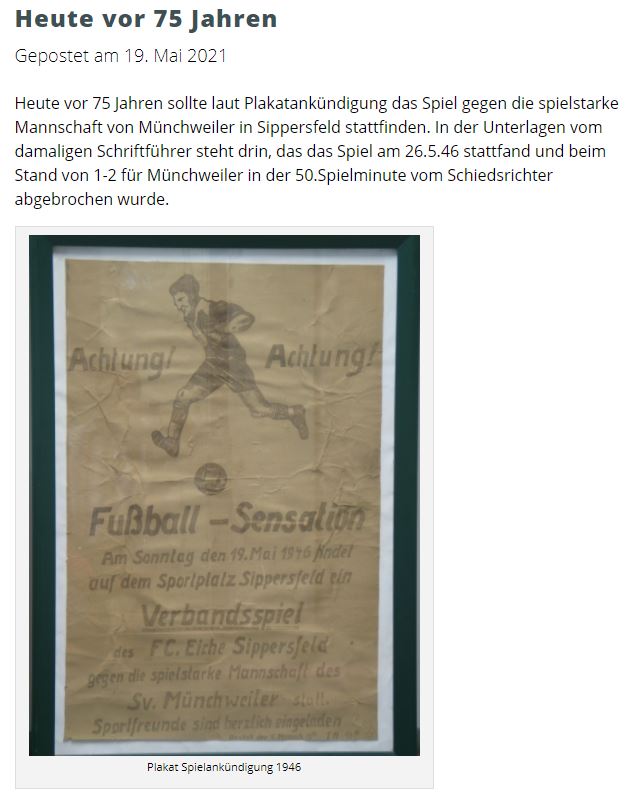 Heute vor 75 Jahren
Gepostet am 19. Mai 2021
Heute vor 75 Jahren sollte laut Plakatankündigung das Spiel gegen die spielstarke
Mannschaft von Münchweiler in Sippersfeld stattfinden. In der Unterlagen vom
damaligen Schriftführer steht drin, das das Spiel am 26.5.46 stattfand und beim
Stand von 1-2 für Münchweiler in der 50.Spielminute vom Schiedsrichter
abgebrochen wurde.
Achtung! Achtung!
Fußball - Sensation
Am Sonntag den 19. Mai 1946 findet
auf dem Sportplatz Sippersfeld ein
Verbandsspiel
des FC. Eiche Sippersfeld
gegen die spielstarke Mannschaft des
Sv. Münchweiler statt.
Sportfreunde sind herzlich eingeladen
Plakat Spielankündigung 1946